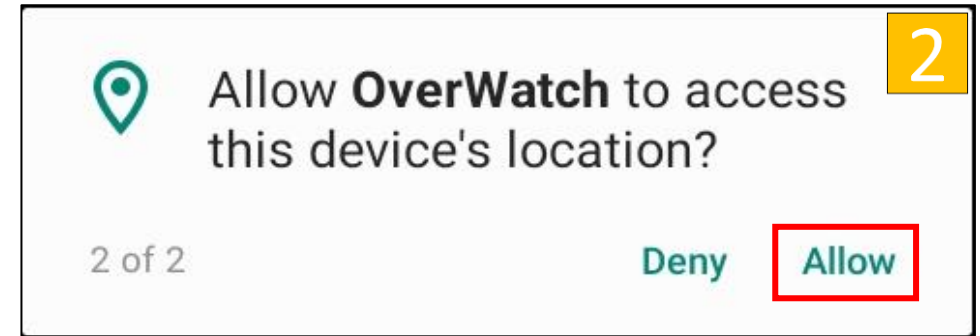 2
Allow OverWatch to access
this device's location?
2 of 2
Deny
Allow